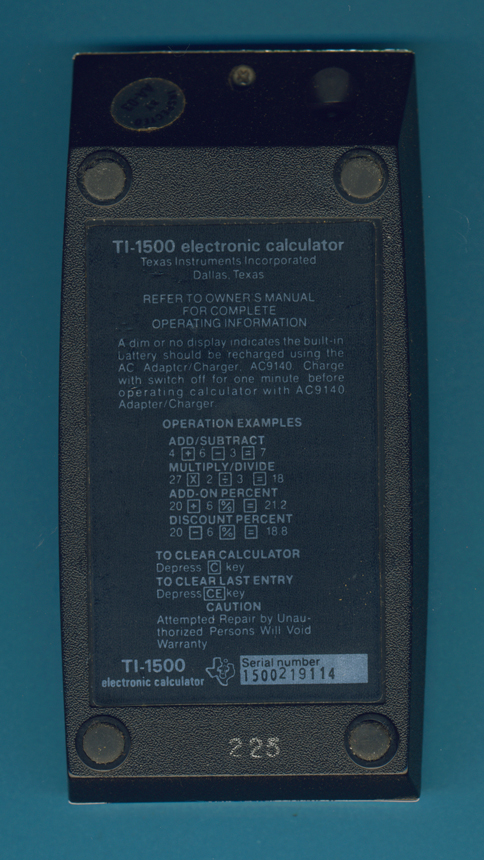 TI-1500 electronic calculator
Texas Instruments Incorporated
Dallas, Texas
REFER TO OWNER'S MANUAL
FOR COMPLETE
OPERATING INFORMATION
A dim or no display indicates the built-in
battery should be recharged using the
AC Adapter/Charger, AC9140. Charge
with switch off for one minute before
operating calculator with AC9140
Adapter/Charger
OPERATION EXAMPLES
ADD/SUBTRACT
4 + 6 − 3 = 7
MULTIPLY/DIVIDE
27 X 2 ÷ 3 = 18
ADD-ON PERCENT
20 + 6 % = 21.2
DISCOUNT PERCENT
20 − 6 % = 18.8
TO CLEAR CALCULATOR
Depress C key
TO CLEAR LAST ENTRY
Depress CE key
CAUTION
Attempted Repair by Unau-
thorized Persons Will Void
Warranty
TI-1500
electronic calculator
Serial number
1500219114
225